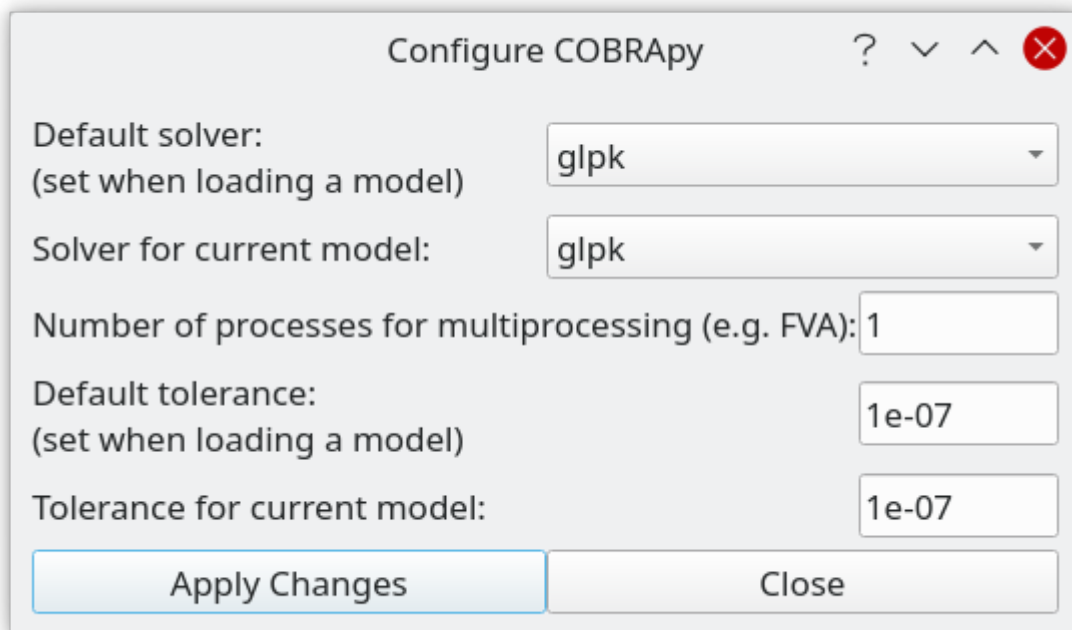 Configure COBRApy
Default solver:
(set when loading a model)
glpk
Solver for current model:
glpk
Number of processes for multiprocessing (e.g. FVA):
1
Default tolerance:
(set when loading a model)
1e-07
Tolerance for current model:
1e-07
Apply Changes
Close